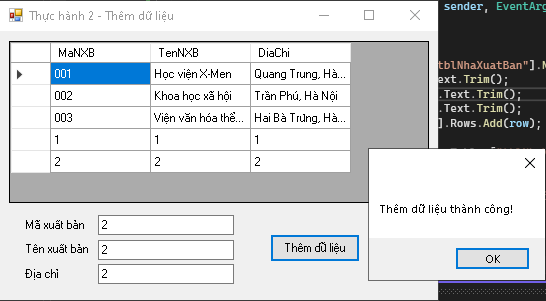 Thực hành 2 - Thêm dữ liệu
sender, EventArg
MaNXB TenNXB DiaChi
001 Học viện X-Men Quang Trung, Hà...
002 Khoa học xã hội Trần Phú, Hà Nội
003 Viện văn hóa thể... Hai Bà Trưng, Hà...
1 1 1
2 2 2
tblNhaXuatBan"].N
ext.Trim();
.Text.Trim();
.Text.Trim();
].Rows.Add(row);
Mã xuất bản 2
Tên xuất bản 2
Địa chỉ 2
Thêm dữ liệu
Thêm dữ liệu thành công!
OK